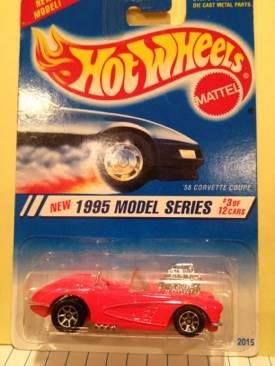 NEW
MODEL!
DIE CAST METAL PARTS.
HOT WHEELS
MATTEL
'58 CORVETTE COUPE
NEW 1995 MODEL SERIES #3 OF
12 CARS
2015